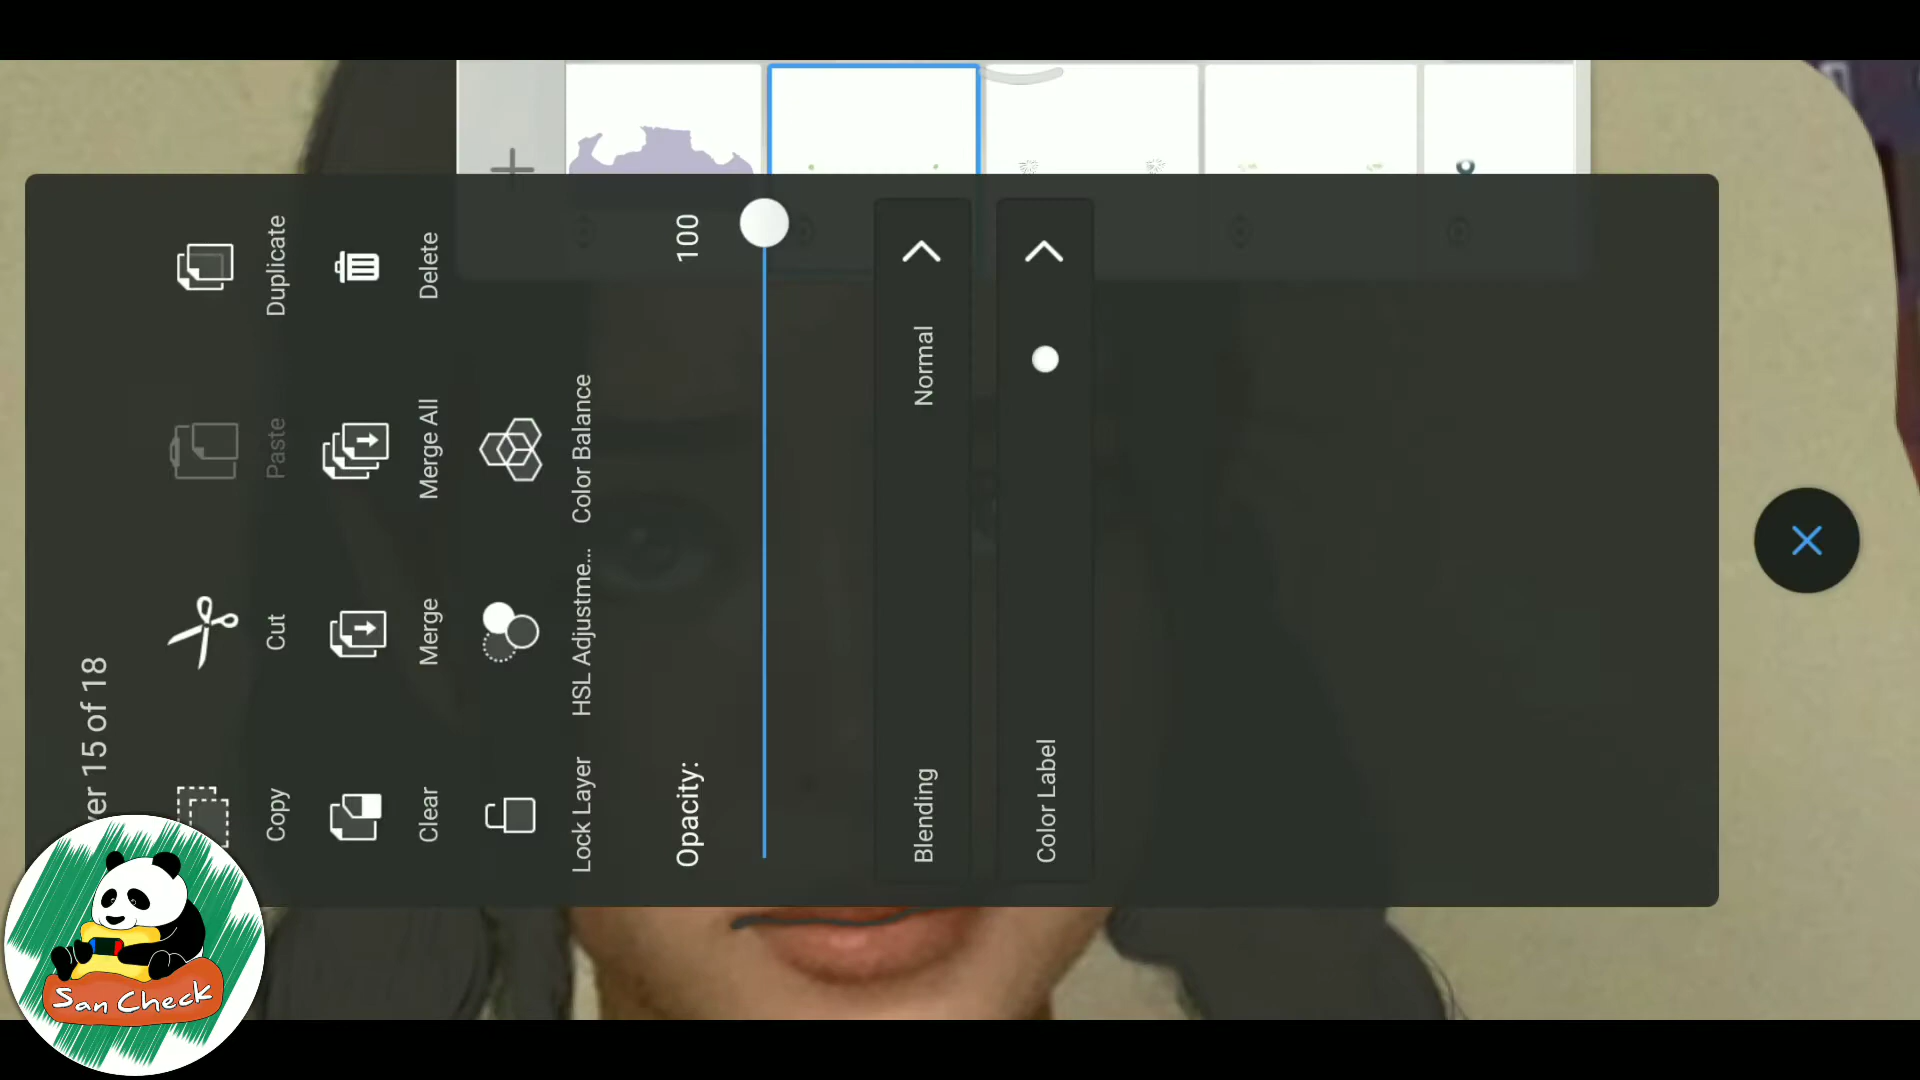 yer 15 of 18
Copy
Cut
Paste
Duplicate
Clear
Merge
Merge All
Delete
Lock Layer
HSL Adjustme...
Color Balance
Opacity:
100
Blending
Normal
Color Label
San Check